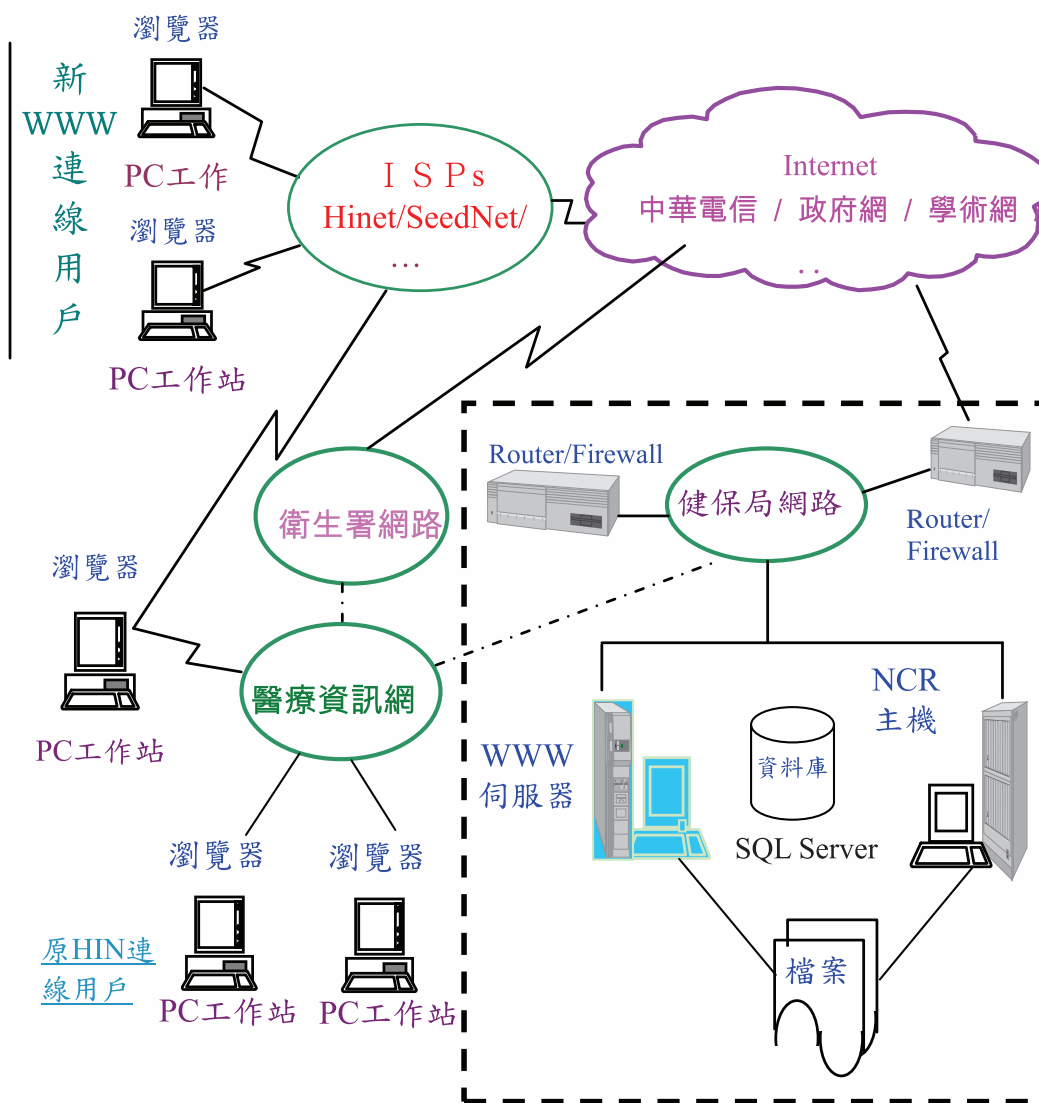 瀏覽器
新
WWW
連
線
用
戶
PC工作
瀏覽器
PC工作站
ＩＳＰs
Hinet/SeedNet/
...
Internet
中華電信 / 政府網 / 學術網
..
Router/Firewall
健保局網路
Router/
Firewall
衛生署網路
瀏覽器
PC工作站
醫療資訊網
WWW
伺服器
資料庫
SQL Server
NCR
主機
檔案
瀏覽器
瀏覽器
原HIN連
線用戶
PC工作站
PC工作站